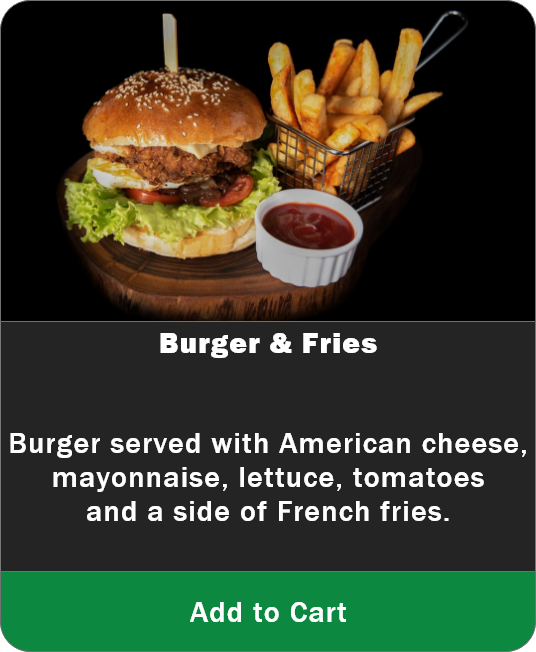 Burger & Fries
Burger served with American cheese,
mayonnaise, lettuce, tomatoes
and a side of French fries.
Add to Cart